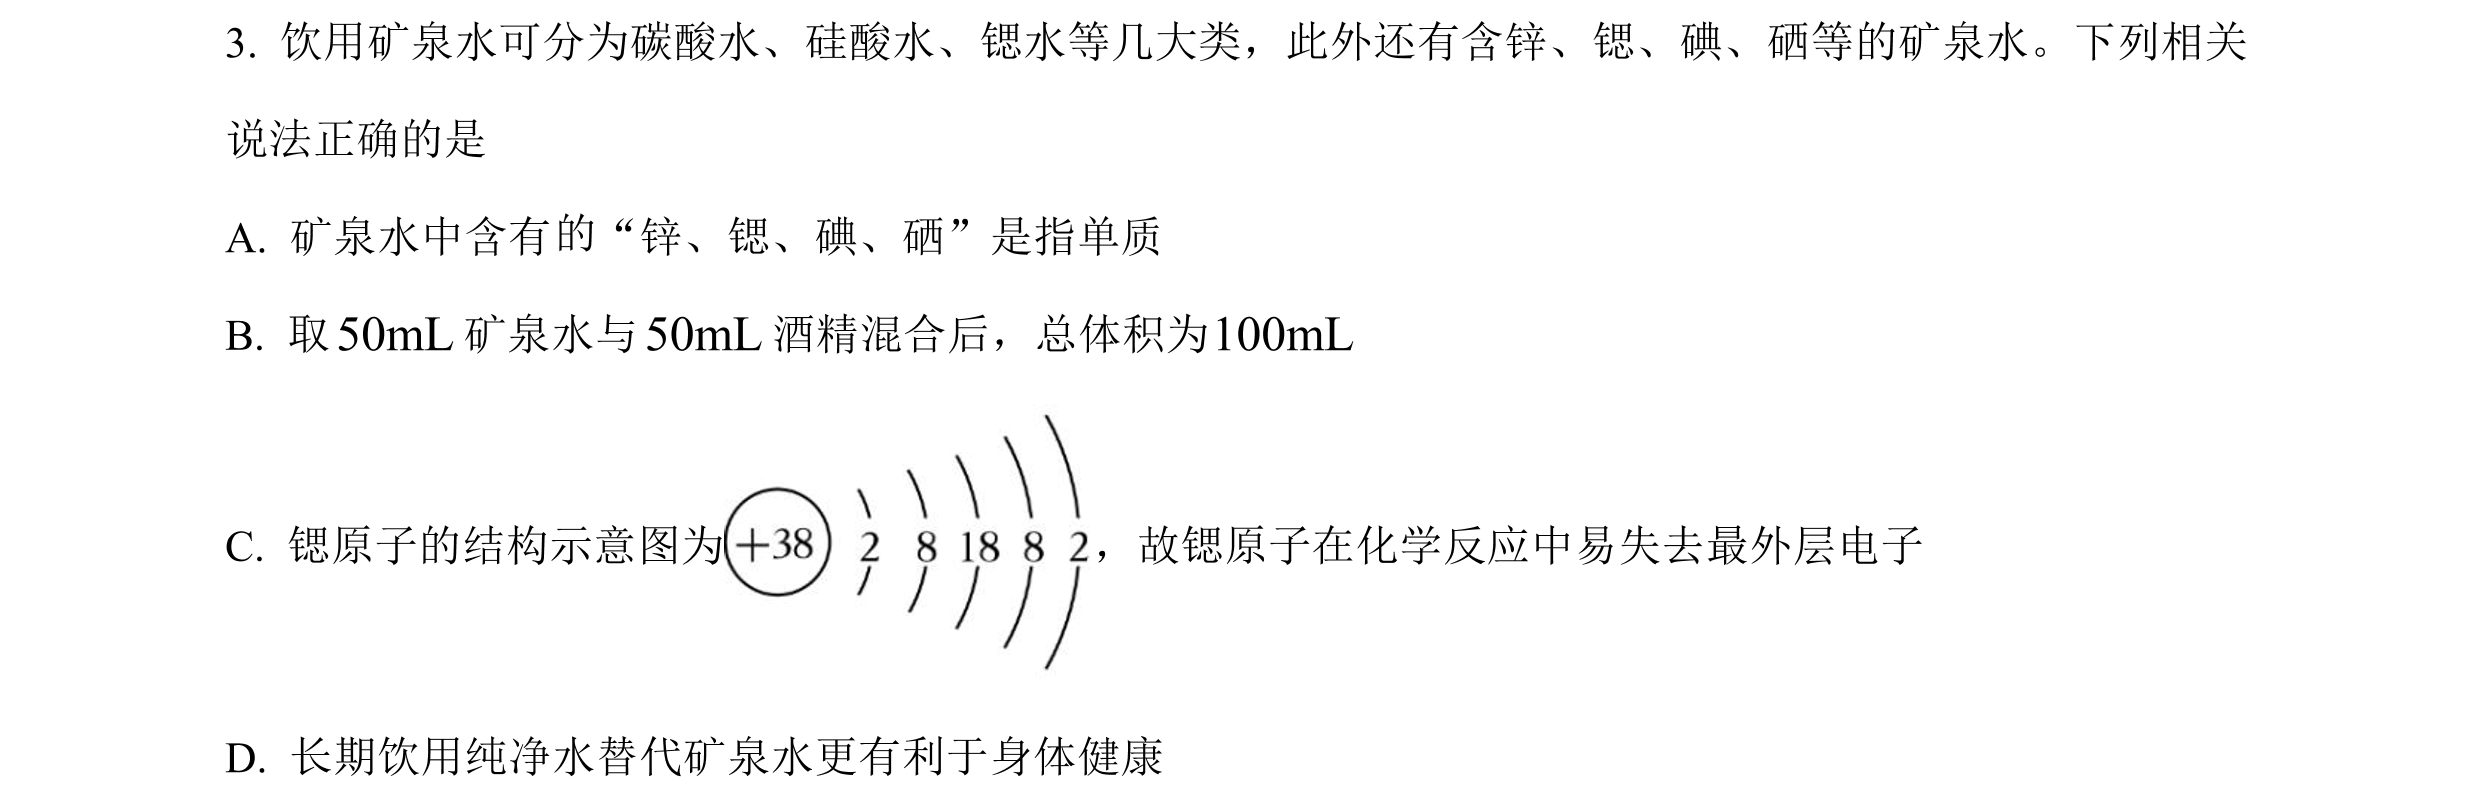 3. 饮用矿泉水可分为碳酸水、硅酸水、锶水等几大类，此外还有含锌、锶、碘、硒等的矿泉水。下列相关
说法正确的是
A. 矿泉水中含有的“锌、锶、碘、硒”是指单质
B. 取50mL矿泉水与50mL酒精混合后，总体积为100mL
C. 锶原子的结构示意图为+38 2 8 18 8 2，故锶原子在化学反应中易失去最外层电子
D. 长期饮用纯净水替代矿泉水更有利于身体健康